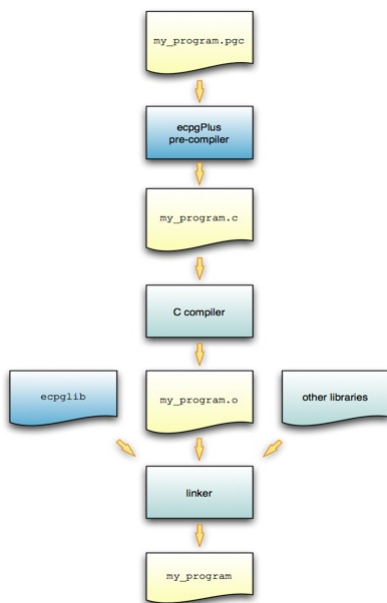 my_program.pgc
ecpgPlus
pre-compiler
my_program.c
C compiler
ecpglib
my_program.o
other libraries
linker
my_program